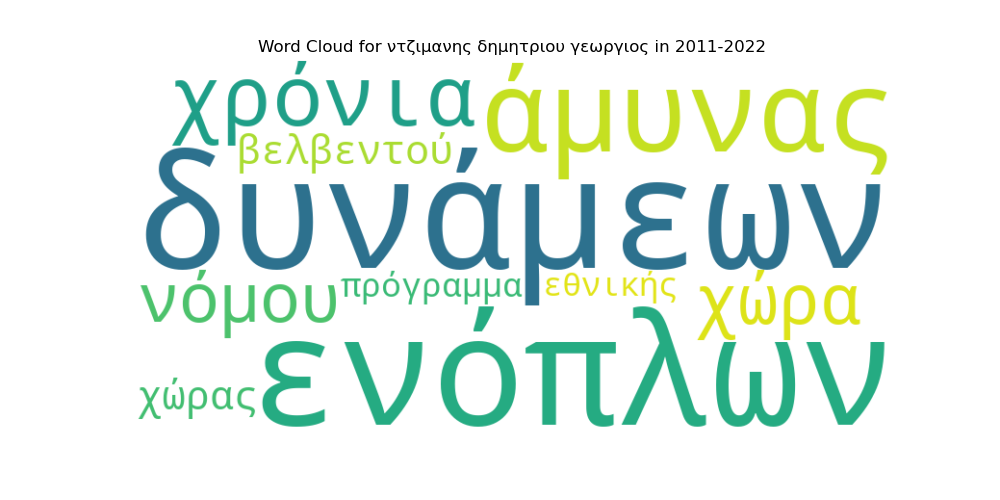 Word Cloud for ντζιμανης δημητριου γεωργιος in 2011-2022
χρόνια άμυνας
βελβεντού
δυνάμεων
νόμου πρόγραμμα εθνικής χώρα
χώρας ενόπλων